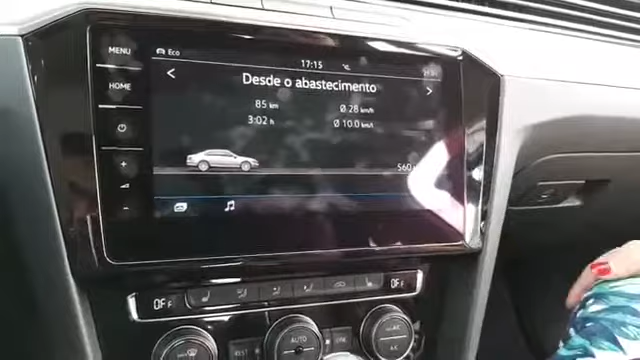 MENU
HOME
Eco
17:15
Desde o abastecimento
85 km
Ø 28 km/h
3:02 h
Ø 10.0 km/l
560
+
-
OFF
OFF
AUTO
REST
A/C